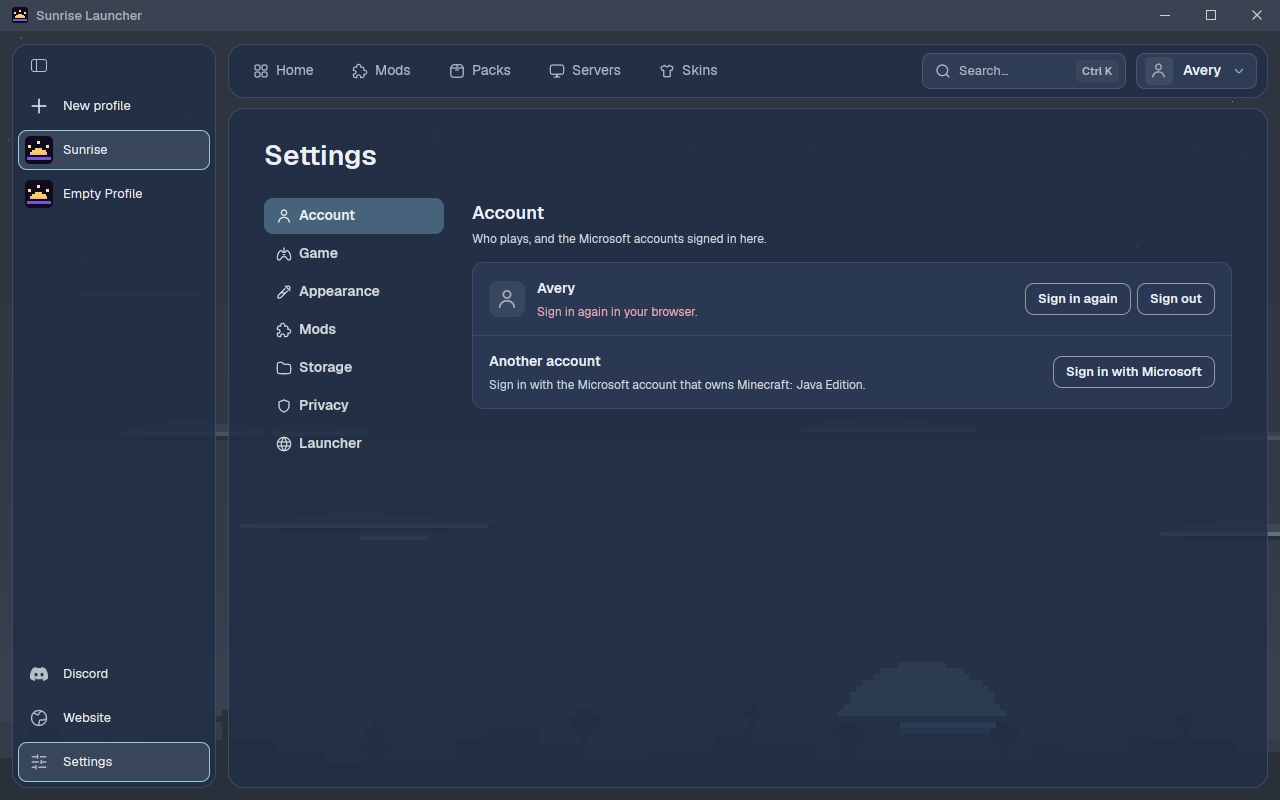 Sunrise Launcher
New profile
Sunrise
Empty Profile
Discord
Website
Settings
Home
Mods
Packs
Servers
Skins
Search...
Ctrl K
Avery
Settings
Account
Game
Appearance
Mods
Storage
Privacy
Launcher
Account
Who plays, and the Microsoft accounts signed in here.
Avery
Sign in again in your browser.
Sign in again
Sign out
Another account
Sign in with the Microsoft account that owns Minecraft: Java Edition.
Sign in with Microsoft